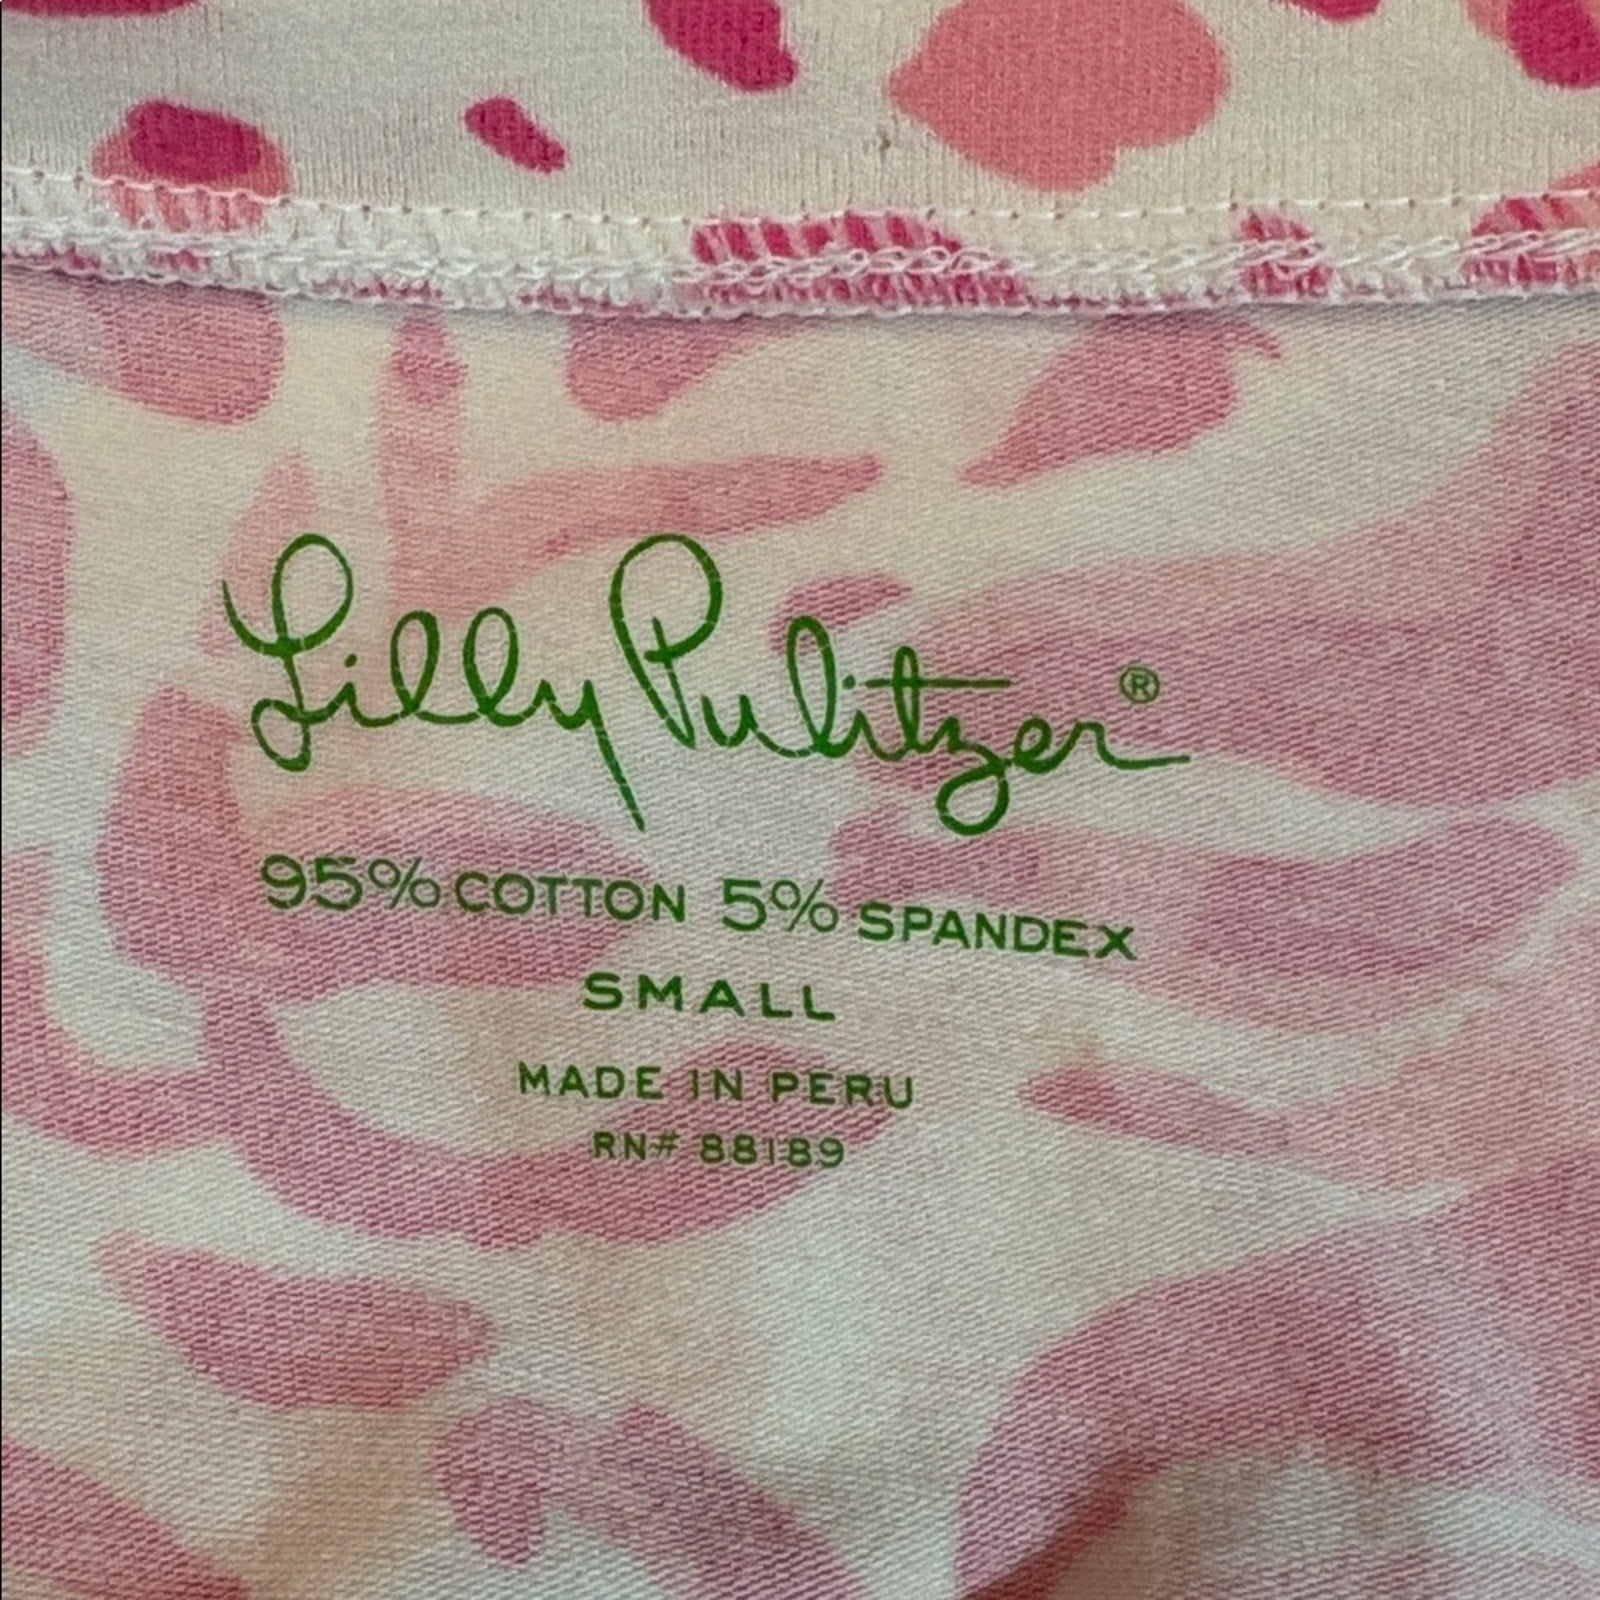 Lilly Pulitzer®
95% COTTON 5% SPANDEX
SMALL
MADE IN PERU
RN# 88189